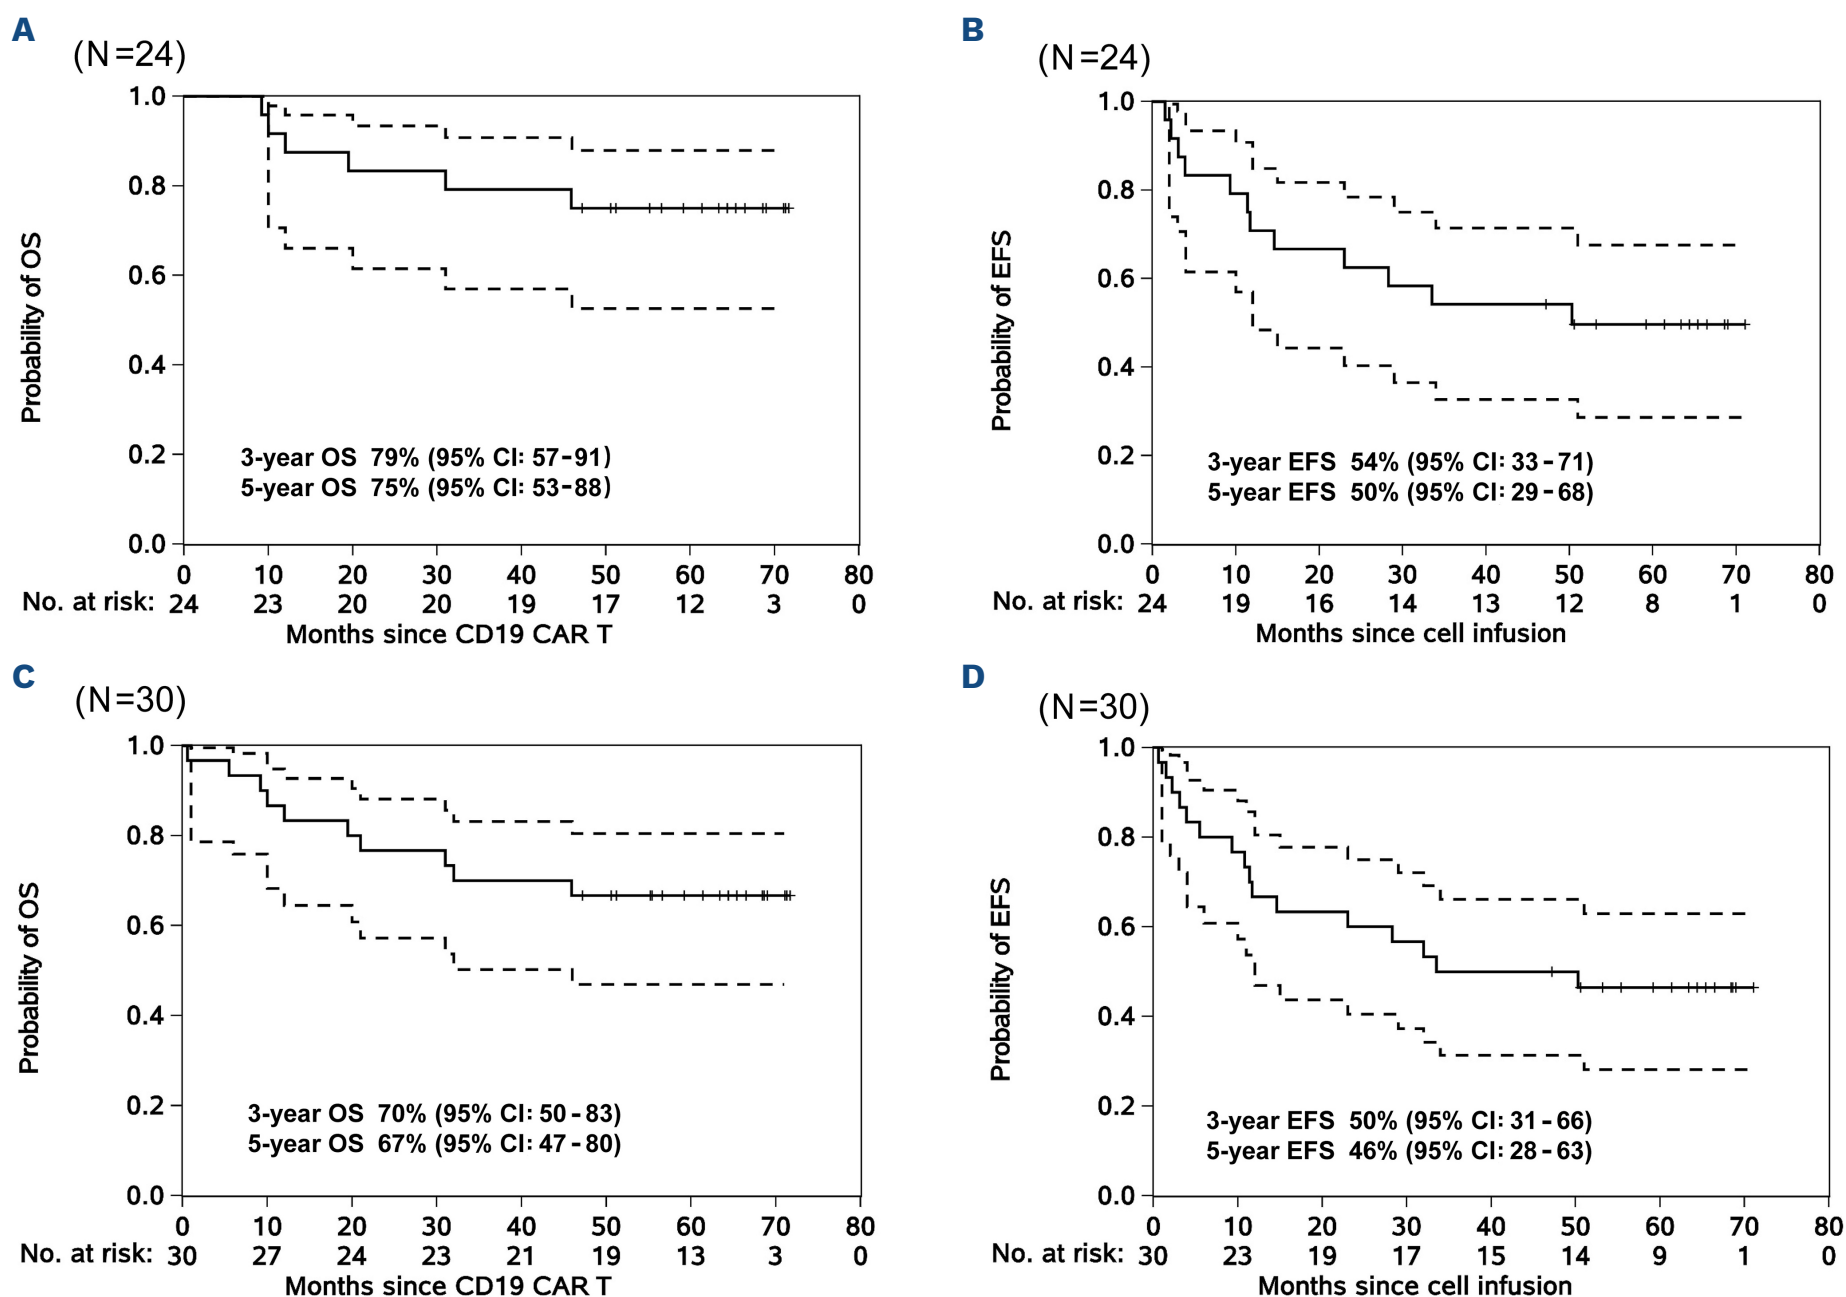 A
(N=24)
1.0
0.8
0.6
0.4
0.2
0.0
Probability of OS
3-year OS 79% (95% CI: 57-91)
5-year OS 75% (95% CI: 53-88)
0 10 20 30 40 50 60 70 80
No. at risk: 24 23 20 20 19 17 12 3 0
Months since CD19 CAR T
B
(N=24)
1.0
0.8
0.6
0.4
0.2
0.0
Probability of EFS
3-year EFS 54% (95% CI: 33-71)
5-year EFS 50% (95% CI: 29-68)
0 10 20 30 40 50 60 70 80
No. at risk: 24 19 16 14 13 12 8 1 0
Months since cell infusion
C
(N=30)
1.0
0.8
0.6
0.4
0.2
0.0
Probability of OS
3-year OS 70% (95% CI: 50-83)
5-year OS 67% (95% CI: 47-80)
0 10 20 30 40 50 60 70 80
No. at risk: 30 27 24 23 21 19 13 3 0
Months since CD19 CAR T
D
(N=30)
1.0
0.8
0.6
0.4
0.2
0.0
Probability of EFS
3-year EFS 50% (95% CI: 31-66)
5-year EFS 46% (95% CI: 28-63)
0 10 20 30 40 50 60 70 80
No. at risk: 30 23 19 17 15 14 9 1 0
Months since cell infusion